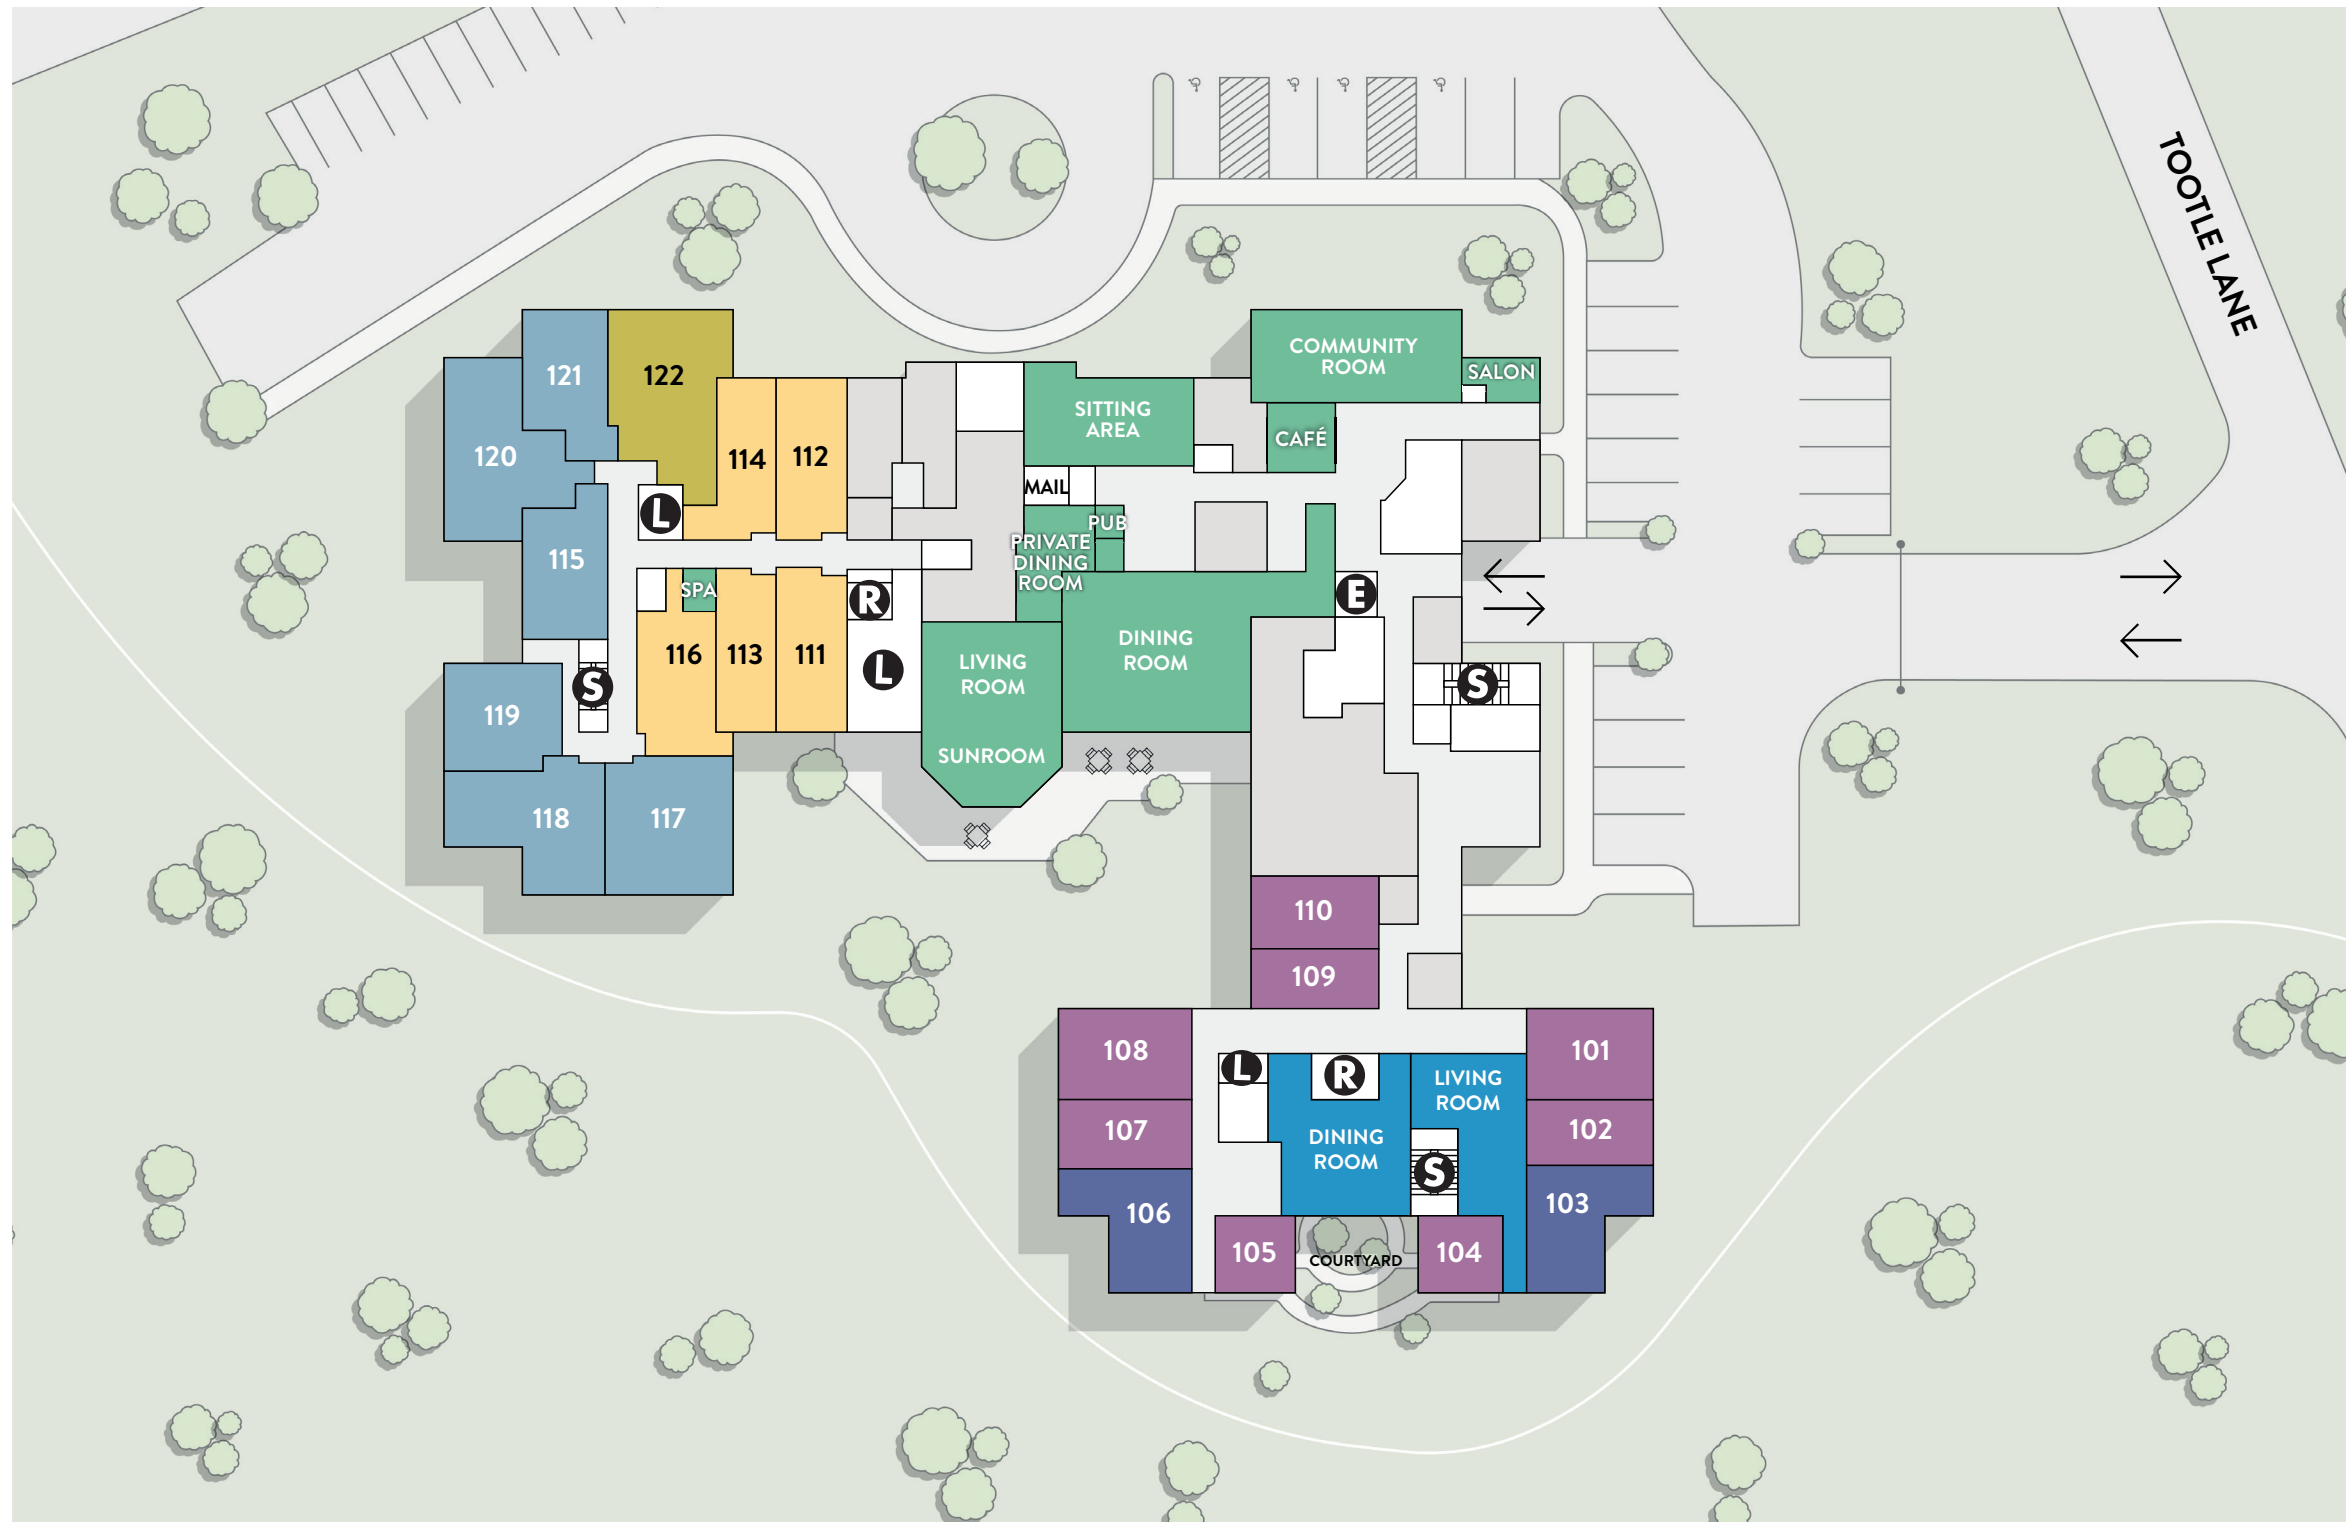 TOOTLE LANE
COMMUNITY
ROOM
SALON
121
122
SITTING
AREA
CAFÉ
120
114
112
MAIL
L
PUB
PRIVATE
DINING
ROOM
115
SPA
R
E
DINING
ROOM
116
113
111
LIVING
ROOM
L
S
S
119
SUNROOM
118
117
110
109
108
101
L
R
LIVING
ROOM
107
102
DINING
ROOM
S
106
103
105
COURTYARD
104